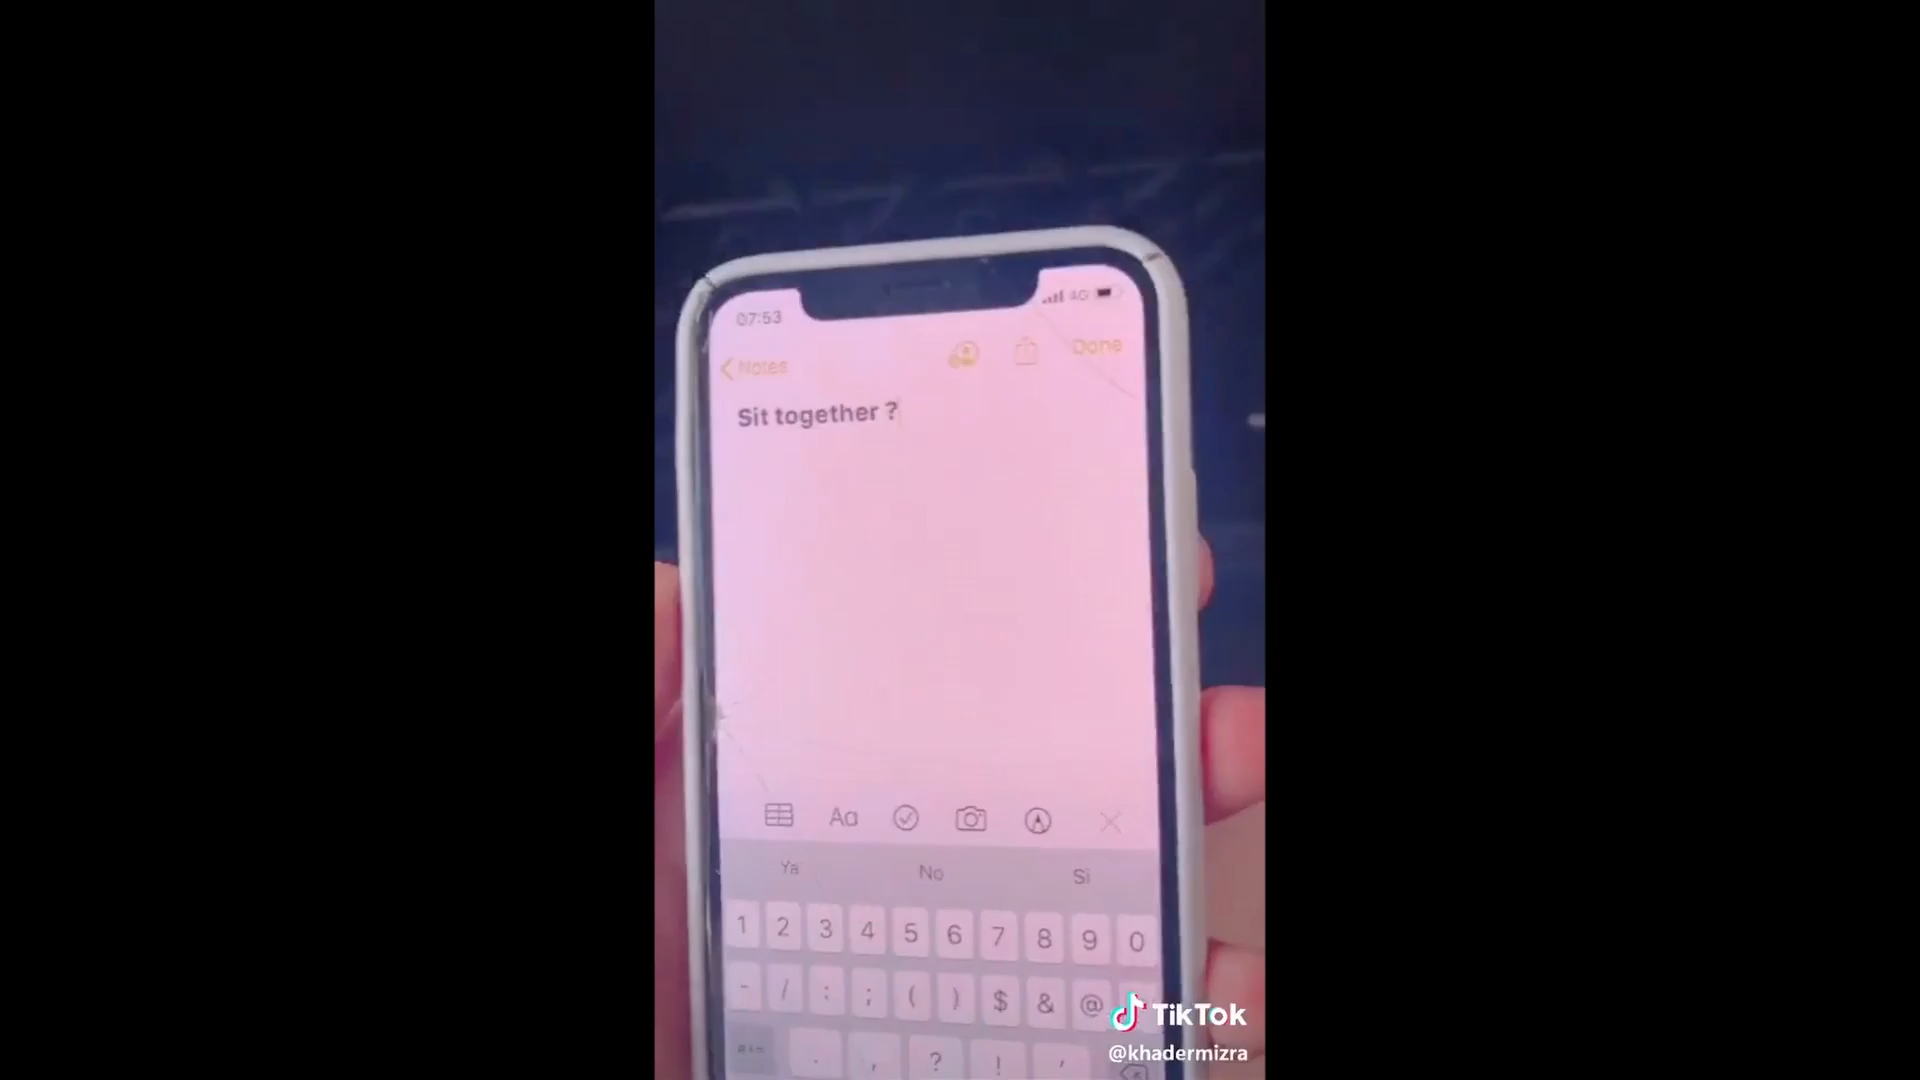 07:53
4G
Notes
Done
Sit together ?
Aa
Ya No Si
1 2 3 4 5 6 7 8 9 0
- / : ; ( ) $ & @
. , ? ! '
TikTok
@khadermizra